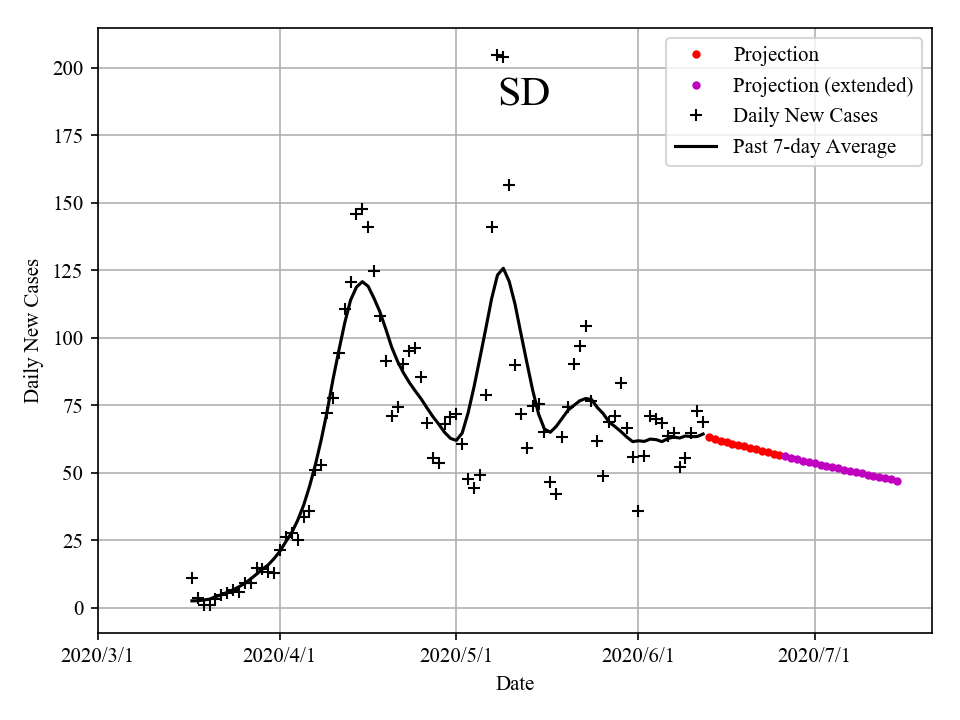 SD
Projection
Projection (extended)
Daily New Cases
Past 7-day Average
Daily New Cases
200
175
150
125
100
75
50
25
0
2020/3/1 2020/4/1 2020/5/1 2020/6/1 2020/7/1
Date